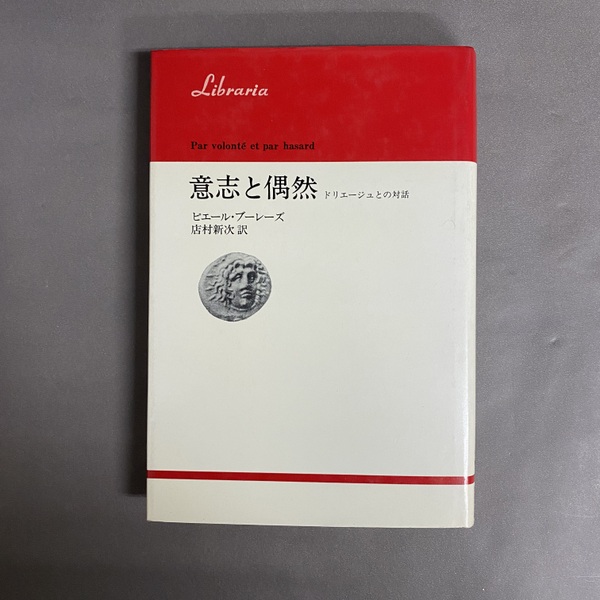 Libraria
Par volonté et par hasard
意志と偶然 ドリエージュとの対話
ピエール・ブーレーズ
店村新次 訳